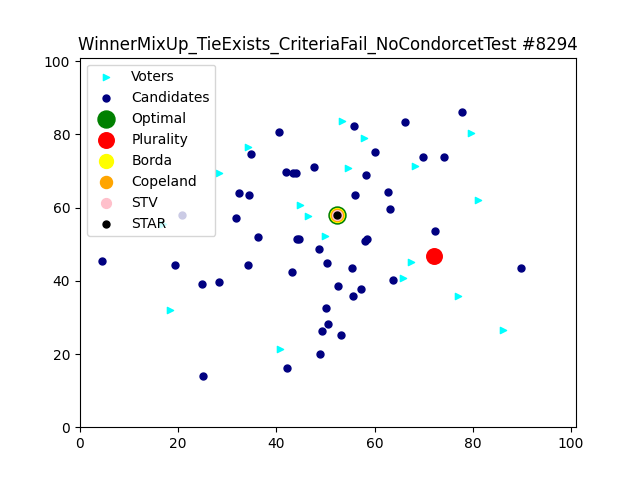 WinnerMixUp_TieExists_CriteriaFail_NoCondorcetTest #8294
Voters
Candidates
Optimal
Plurality
Borda
Copeland
STV
STAR
100
80
60
40
20
0
0 20 40 60 80 100